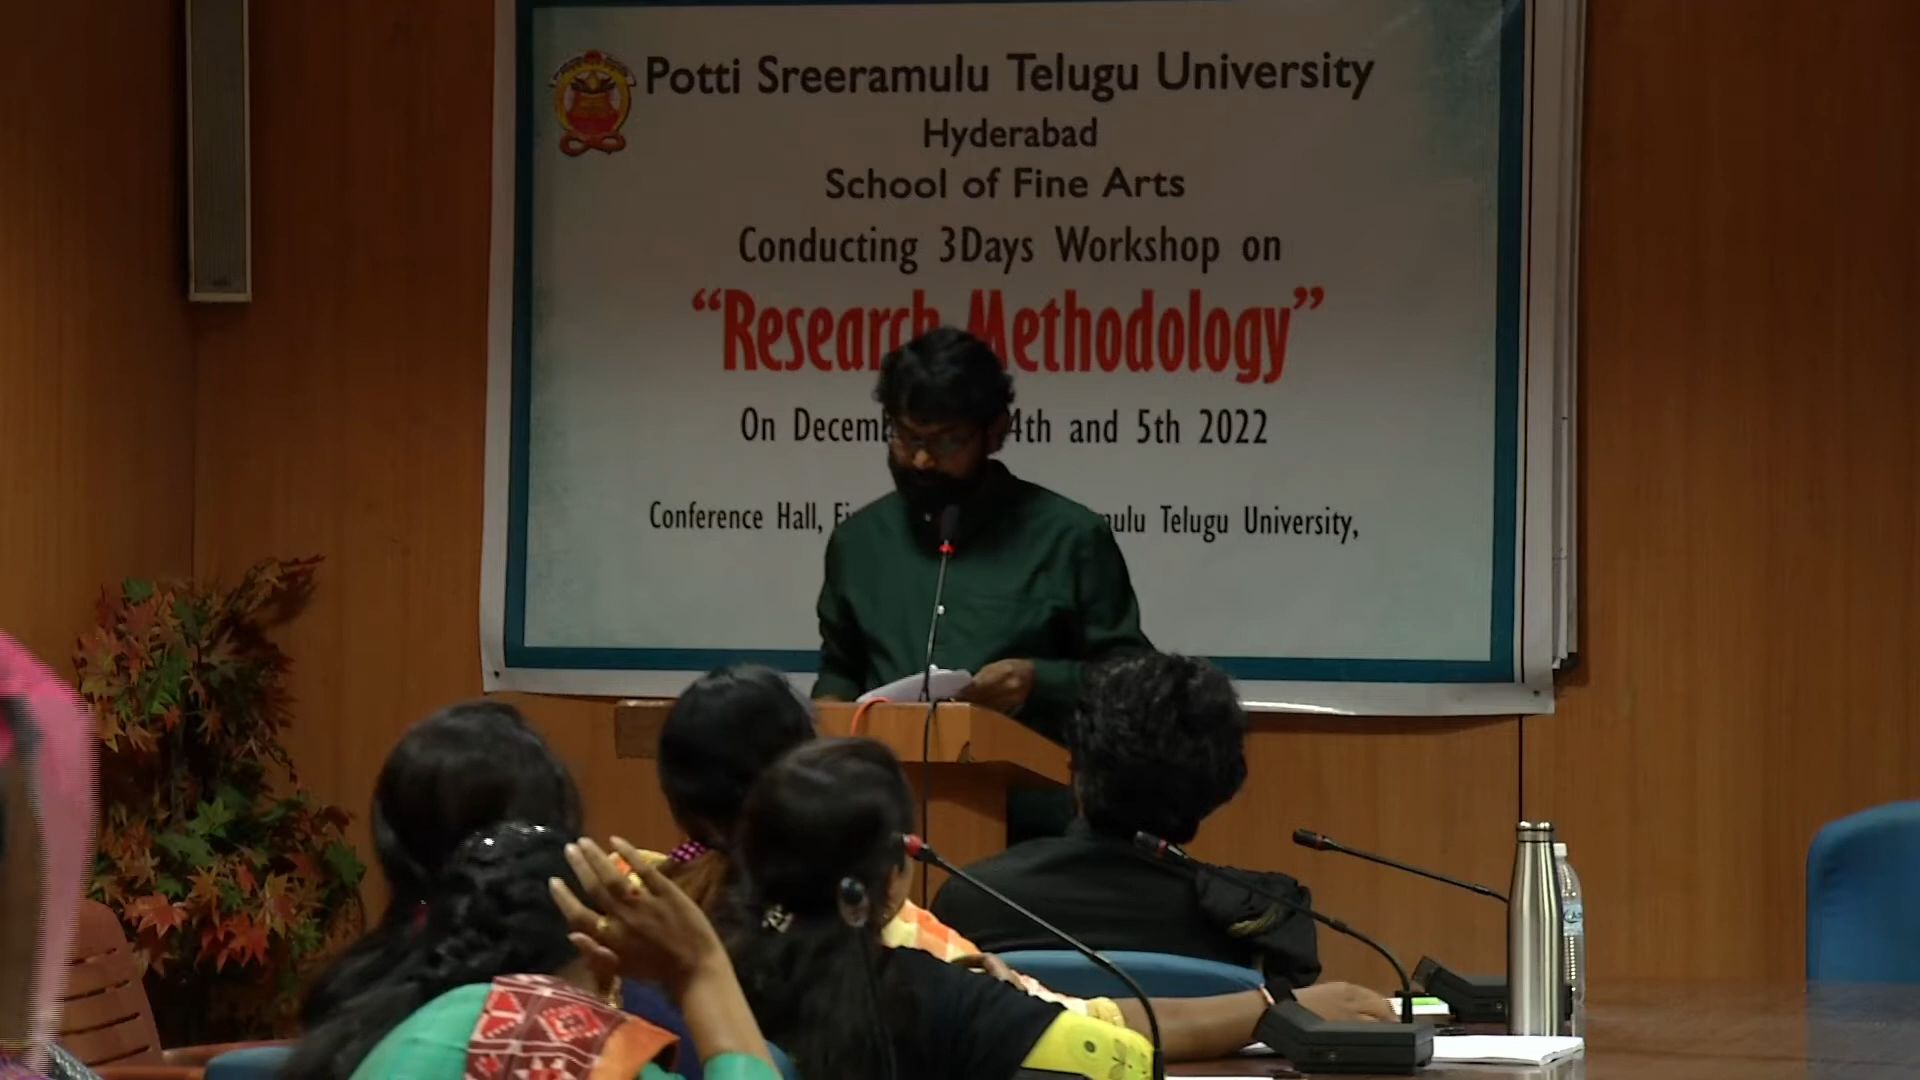 Potti Sreeramulu Telugu University
Hyderabad
School of Fine Arts
Conducting 3Days Workshop on
“Research Methodology”
On 4th and 5th 2022
Conference Hall, Telugu University,